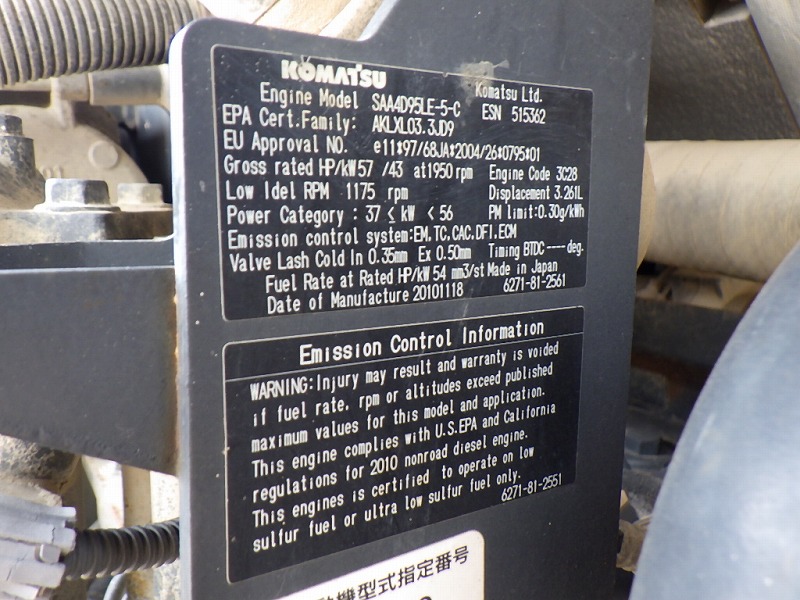 KOMATSU
Komatsu Ltd.
Engine Model SAA4D95LE-5-C ESN 515362
EPA Cert.Family: AKLXL03.3JD9
EU Approval NO. e11*97/68JA*2004/26*0795*01
Gross rated HP/kW 57 /43 at 1950 rpm Engine Code 3C28
Low Idel RPM 1175 rpm Displacement 3.261L
Power Category : 37 ≤ kW < 56 PM limit:0.30g/kWh
Emission control system:EM,TC,CAC,DFI,ECM
Valve Lash Cold In 0.35mm Ex 0.50mm Timing BTDC ---- deg.
Fuel Rate at Rated HP/kW 54 mm3/st Made in Japan
Date of Manufacture 20101118 6271-81-2561
Emission Control Information
WARNING:Injury may result and warranty is voided
if fuel rate, rpm or altitudes exceed published
maximum values for this model and application.
This engine complies with U.S.EPA and California
regulations for 2010 nonroad diesel engine.
This engines is certified to operate on low
sulfur fuel or ultra low sulfur fuel only.
6271-81-2551
機型式指定番号